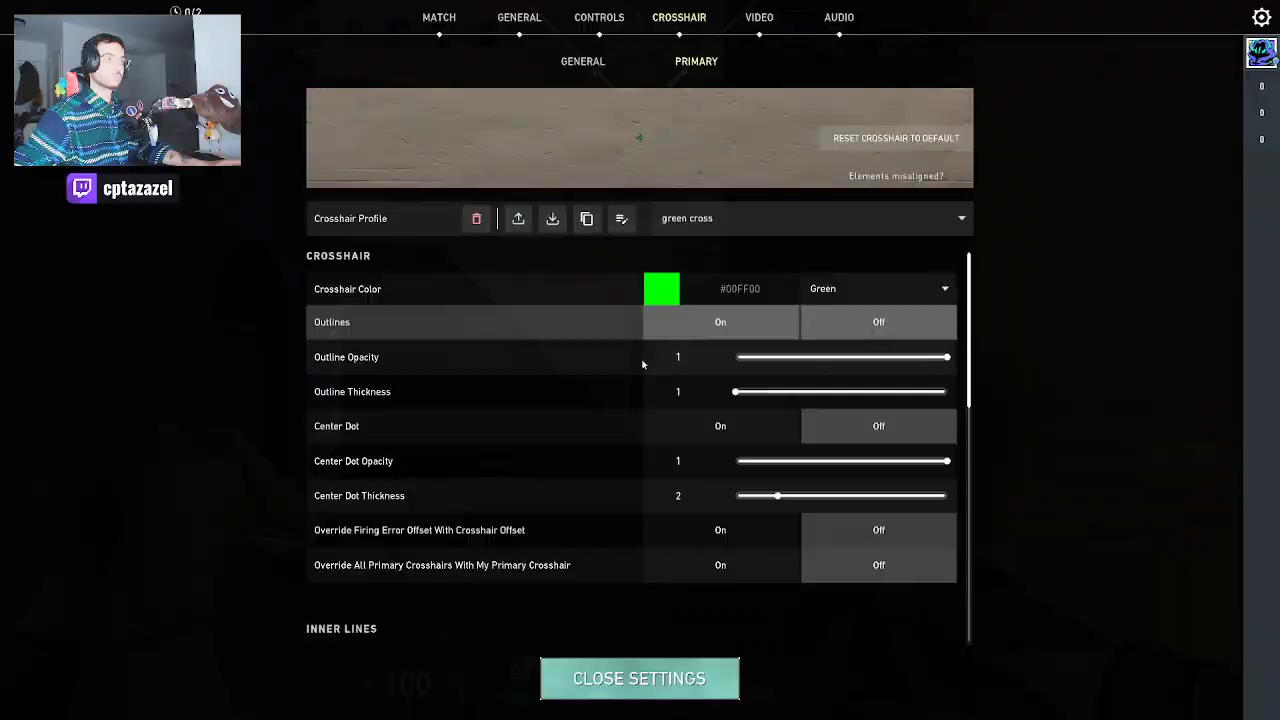 0/2
MATCH GENERAL CONTROLS CROSSHAIR VIDEO AUDIO
GENERAL PRIMARY
RESET CROSSHAIR TO DEFAULT
Elements misaligned?
cptazazel
Crosshair Profile green cross
CROSSHAIR
Crosshair Color #00FF00 Green
Outlines On Off
Outline Opacity 1
Outline Thickness 1
Center Dot On Off
Center Dot Opacity 1
Center Dot Thickness 2
Override Firing Error Offset With Crosshair Offset On Off
Override All Primary Crosshairs With My Primary Crosshair On Off
INNER LINES
CLOSE SETTINGS
100
0
0
0